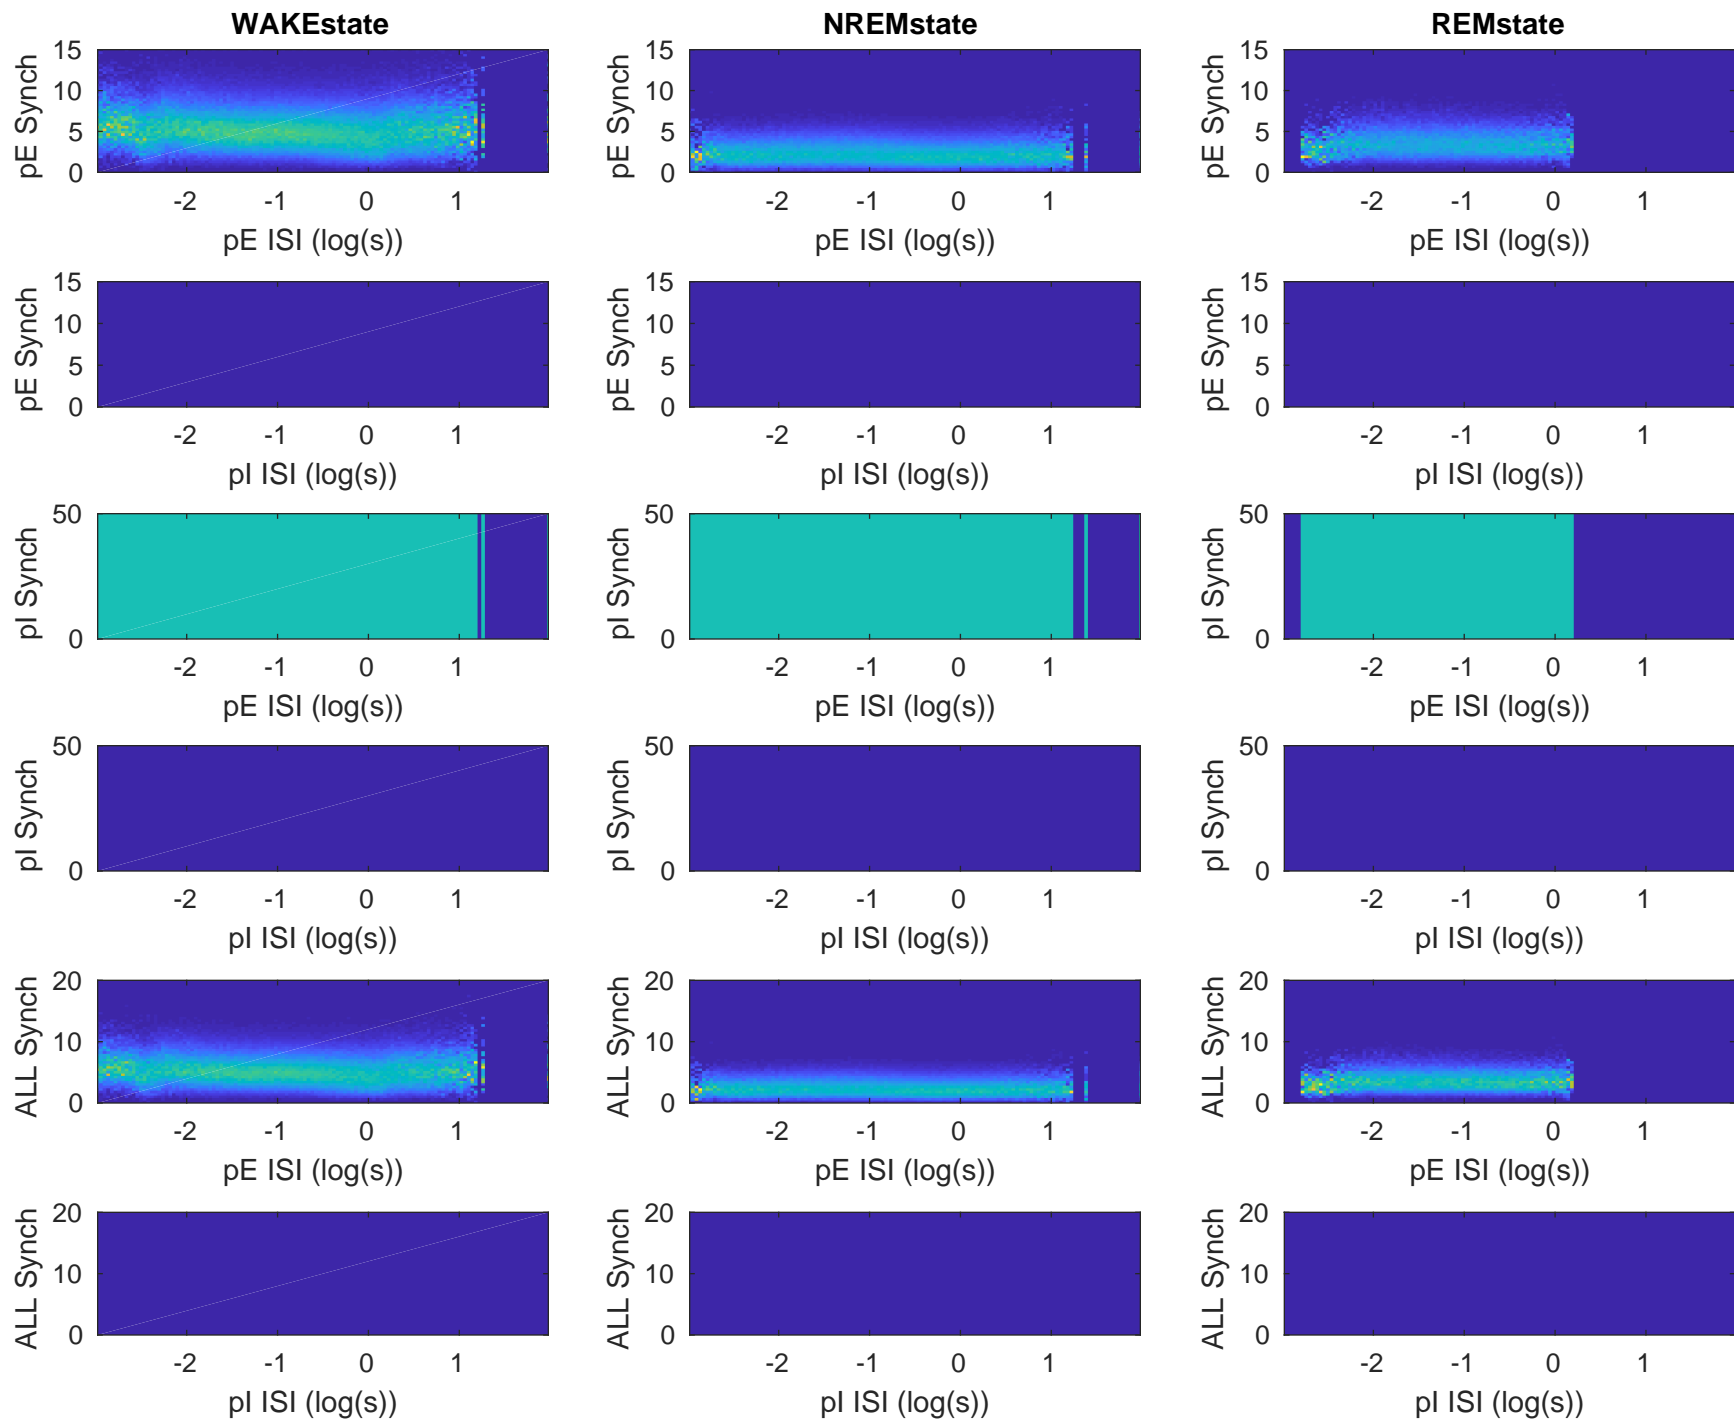 WAKEstate NREMstate REMstate
15 15 15
10 10 10
5 5 5
0 0 0
pE Synch pE Synch pE Synch
-2 -1 0 1 -2 -1 0 1 -2 -1 0 1
pE ISI (log(s)) pE ISI (log(s)) pE ISI (log(s))
15 15 15
10 10 10
5 5 5
0 0 0
pE Synch pE Synch pE Synch
-2 -1 0 1 -2 -1 0 1 -2 -1 0 1
pI ISI (log(s)) pI ISI (log(s)) pI ISI (log(s))
50 50 50
0 0 0
pI Synch pI Synch pI Synch
-2 -1 0 1 -2 -1 0 1 -2 -1 0 1
pE ISI (log(s)) pE ISI (log(s)) pE ISI (log(s))
50 50 50
0 0 0
pI Synch pI Synch pI Synch
-2 -1 0 1 -2 -1 0 1 -2 -1 0 1
pI ISI (log(s)) pI ISI (log(s)) pI ISI (log(s))
20 20 20
10 10 10
0 0 0
ALL Synch ALL Synch ALL Synch
-2 -1 0 1 -2 -1 0 1 -2 -1 0 1
pE ISI (log(s)) pE ISI (log(s)) pE ISI (log(s))
20 20 20
10 10 10
0 0 0
ALL Synch ALL Synch ALL Synch
-2 -1 0 1 -2 -1 0 1 -2 -1 0 1
pI ISI (log(s)) pI ISI (log(s)) pI ISI (log(s))